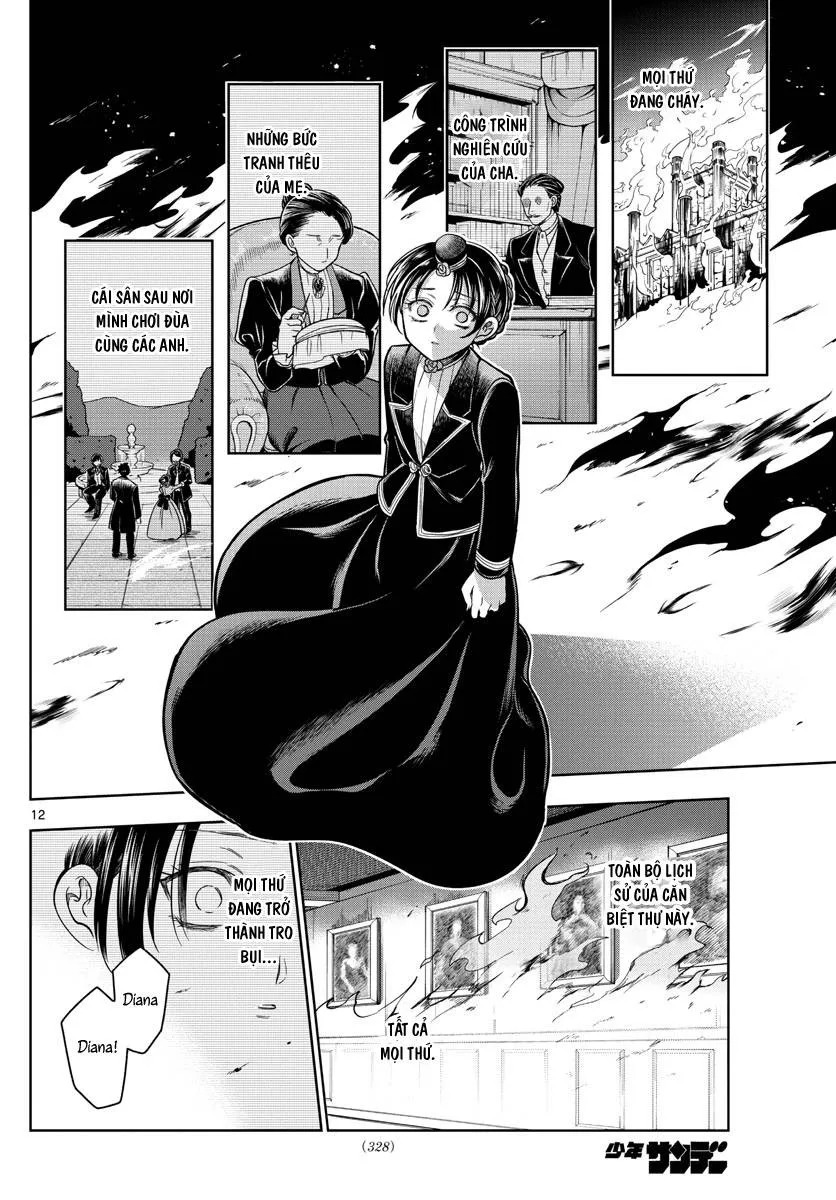 MỌI THỨ
ĐANG CHÁY.
CÔNG TRÌNH
NGHIÊN CỨU
CỦA CHA.
NHỮNG BỨC
TRANH THÊU
CỦA MẸ.
CÁI SÂN SAU NƠI
MÌNH CHƠI ĐÙA
CÙNG CÁC ANH.
12
TOÀN BỘ LỊCH
SỬ CỦA CĂN
BIỆT THỰ NÀY.
TẤT CẢ
MỌI THỨ.
MỌI THỨ
ĐANG TRỞ
THÀNH TRO
BỤI...
Diana
Diana!
(328)
少年サンデー